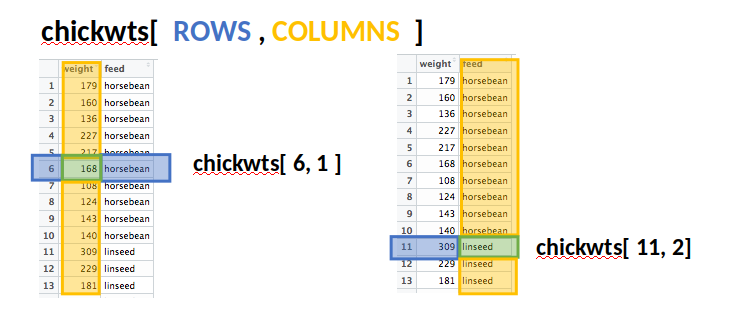 chickwts[ ROWS , COLUMNS ]
weight feed
1 179 horsebean
2 160 horsebean
3 136 horsebean
4 227 horsebean
5 217 horsebean
6 168 horsebean
7 108 horsebean
8 124 horsebean
9 143 horsebean
10 140 horsebean
11 309 linseed
12 229 linseed
13 181 linseed
chickwts[ 6, 1 ]
weight feed
1 179 horsebean
2 160 horsebean
3 136 horsebean
4 227 horsebean
5 217 horsebean
6 168 horsebean
7 108 horsebean
8 124 horsebean
9 143 horsebean
10 140 horsebean
11 309 linseed
12 229 linseed
13 181 linseed
chickwts[ 11, 2]